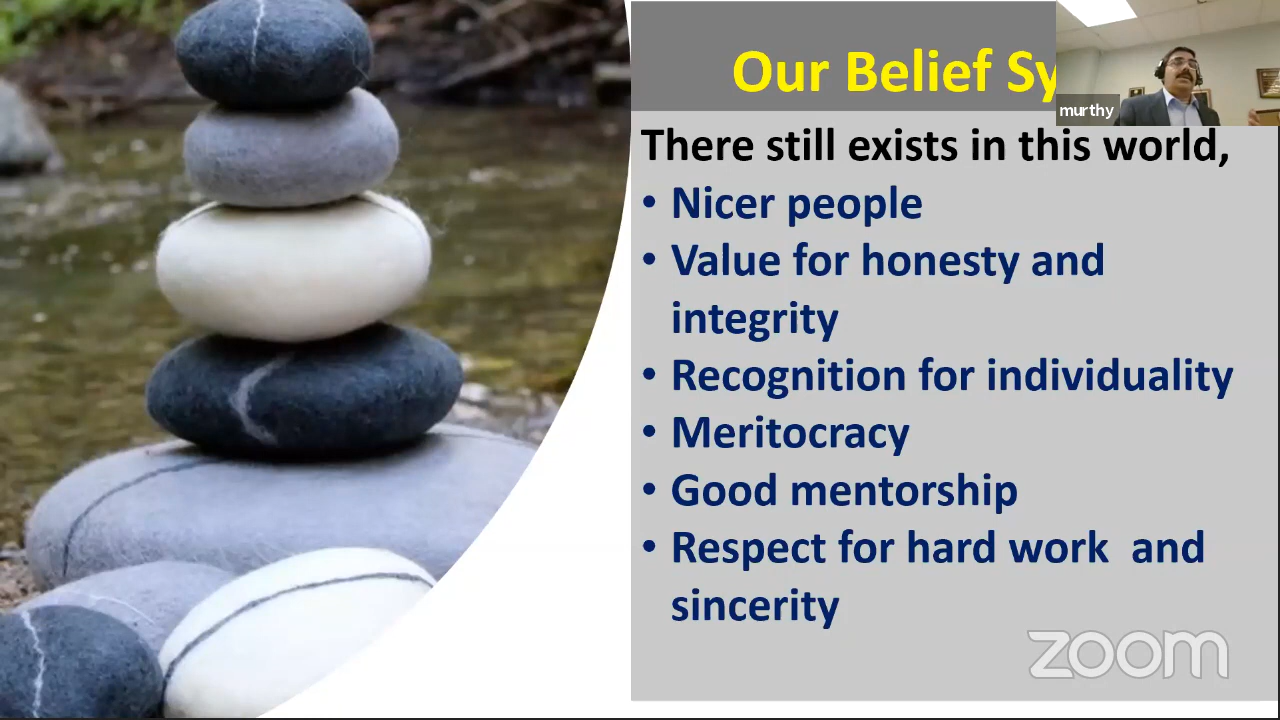 Our Belief Sy
murthy
There still exists in this world,
• Nicer people
• Value for honesty and
integrity
• Recognition for individuality
• Meritocracy
• Good mentorship
• Respect for hard work  and
sincerity
zoom